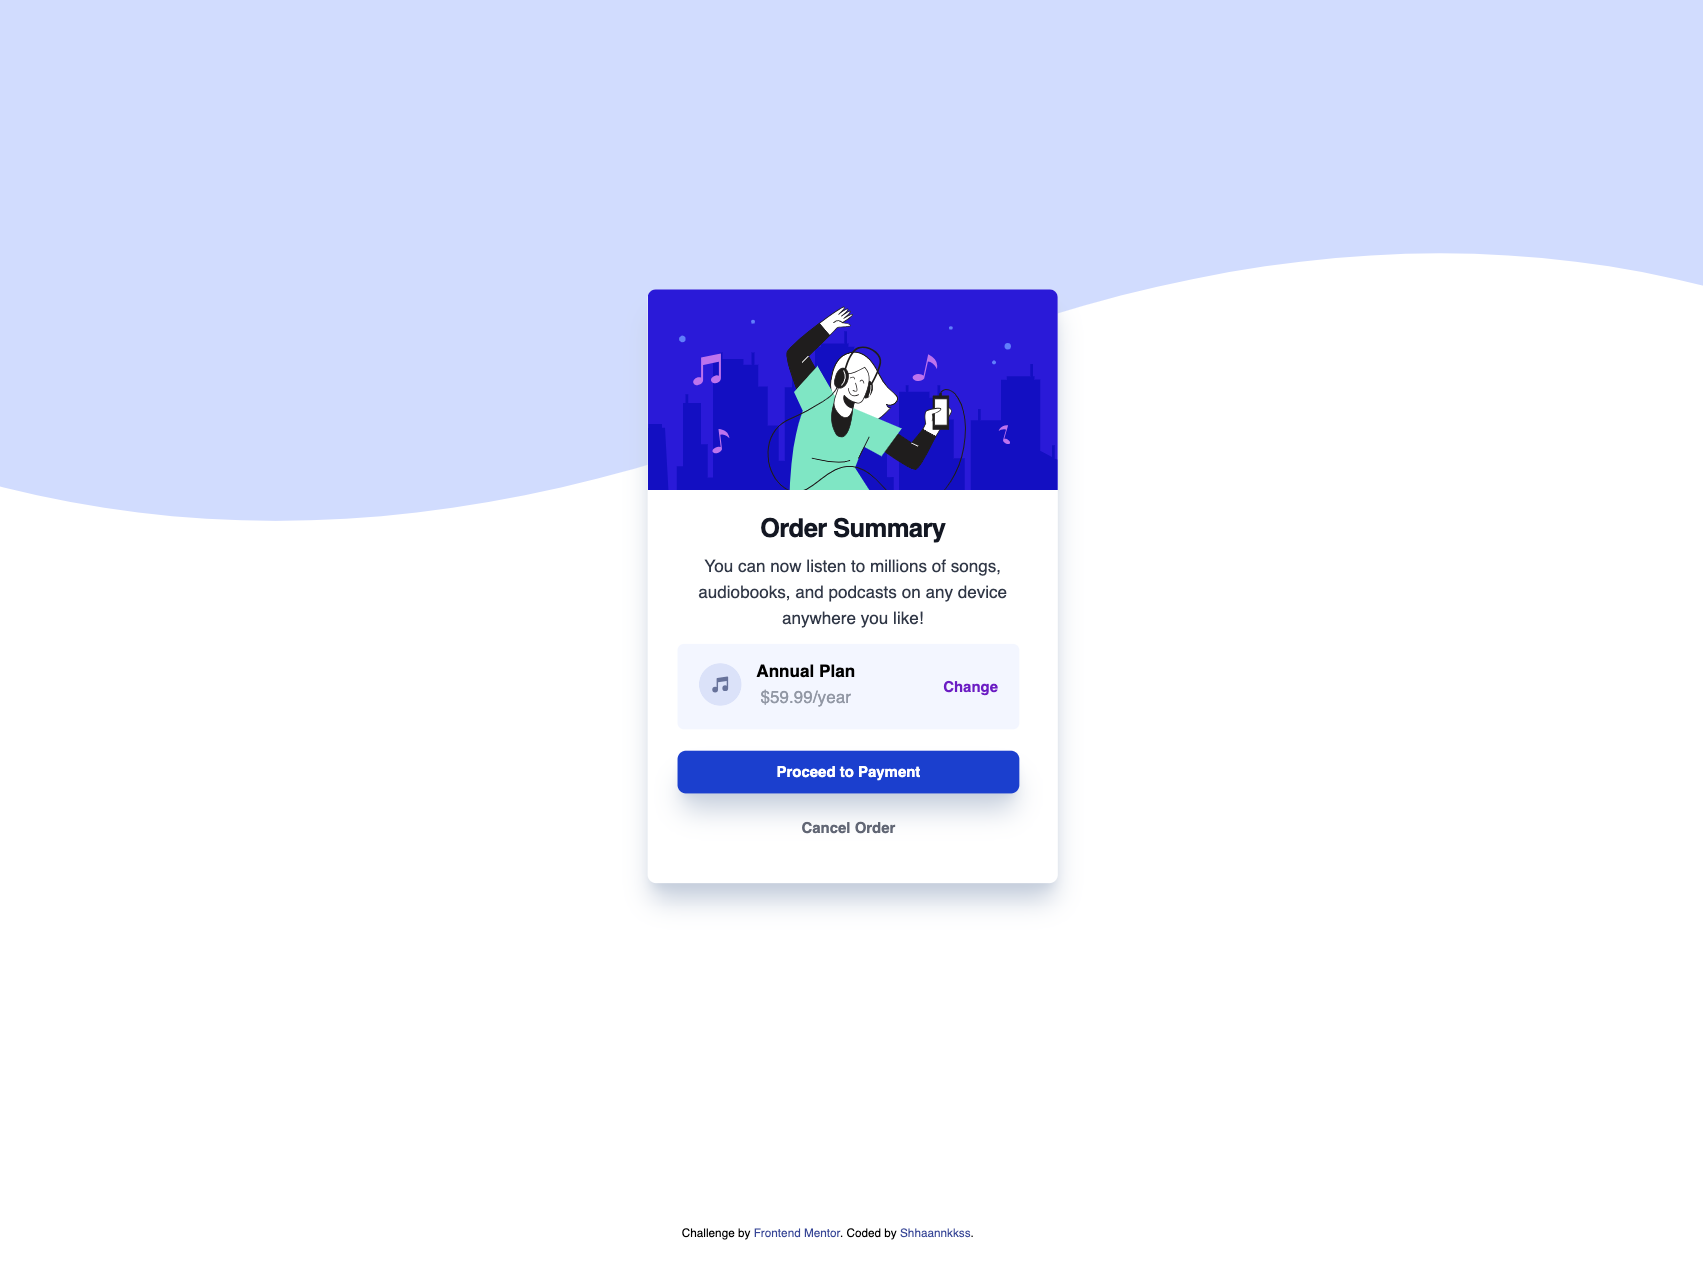 Order Summary
You can now listen to millions of songs,
audiobooks, and podcasts on any device
anywhere you like!
Annual Plan
$59.99/year
Change
Proceed to Payment
Cancel Order
Challenge by Frontend Mentor. Coded by Shhaannkkss.